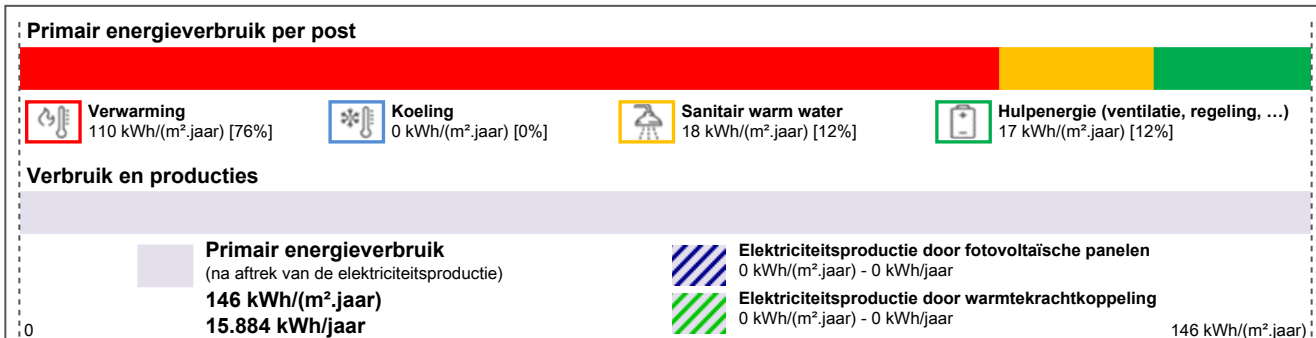 Primair energieverbruik per post
Verwarming
110 kWh/(m².jaar) [76%]
Koeling
0 kWh/(m².jaar) [0%]
Sanitair warm water
18 kWh/(m².jaar) [12%]
Hulpenergie (ventilatie, regeling, …)
17 kWh/(m².jaar) [12%]
Verbruik en producties
Primair energieverbruik
(na aftrek van de elektriciteitsproductie)
146 kWh/(m².jaar)
15.884 kWh/jaar
Elektriciteitsproductie door fotovoltaïsche panelen
0 kWh/(m².jaar) - 0 kWh/jaar
Elektriciteitsproductie door warmtekrachtkoppeling
0 kWh/(m².jaar) - 0 kWh/jaar
0
146 kWh/(m².jaar)